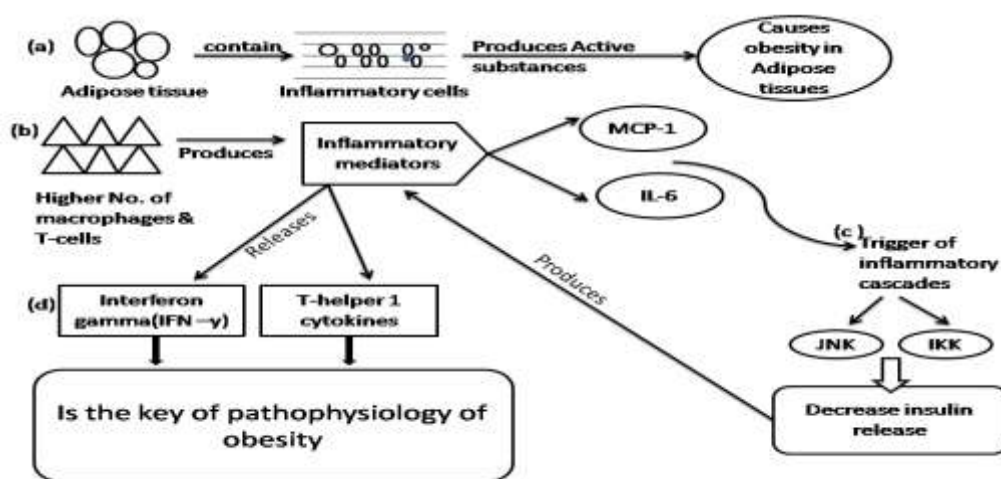 (a)
contain
Adipose tissue
Inflammatory cells
Produces Active
substances
Causes
obesity in
Adipose
tissues
(b)
Produces
Higher No. of
macrophages &
T-cells
Inflammatory
mediators
MCP-1
IL-6
(c )
Trigger of
inflammatory
cascades
JNK
IKK
Decrease insulin
release
Produces
Releases
(d)
Interferon
gamma(IFN –y)
T-helper 1
cytokines
Is the key of pathophysiology of
obesity